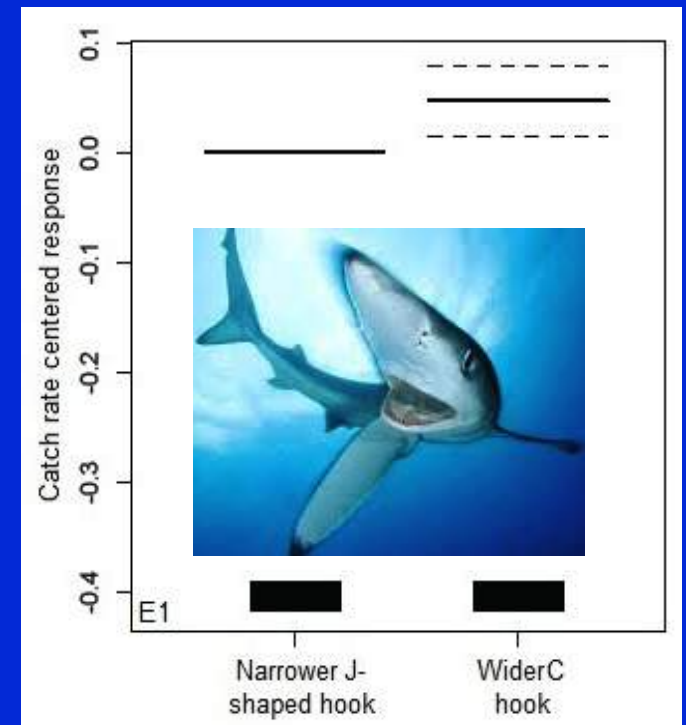 Catch rate centered response
0.1
0.0
-0.1
-0.2
-0.3
-0.4
E1
Narrower J-
shaped hook
WiderC
hook